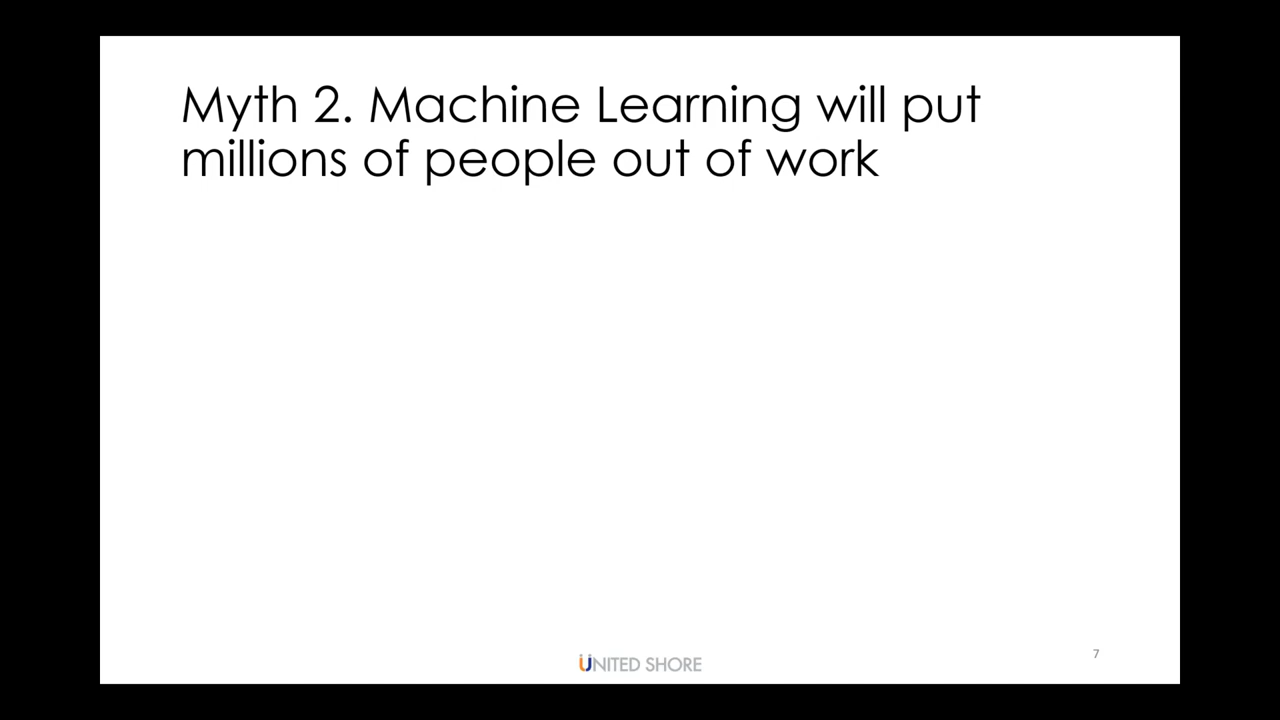 Myth 2. Machine Learning will put
millions of people out of work
UNITED SHORE
7